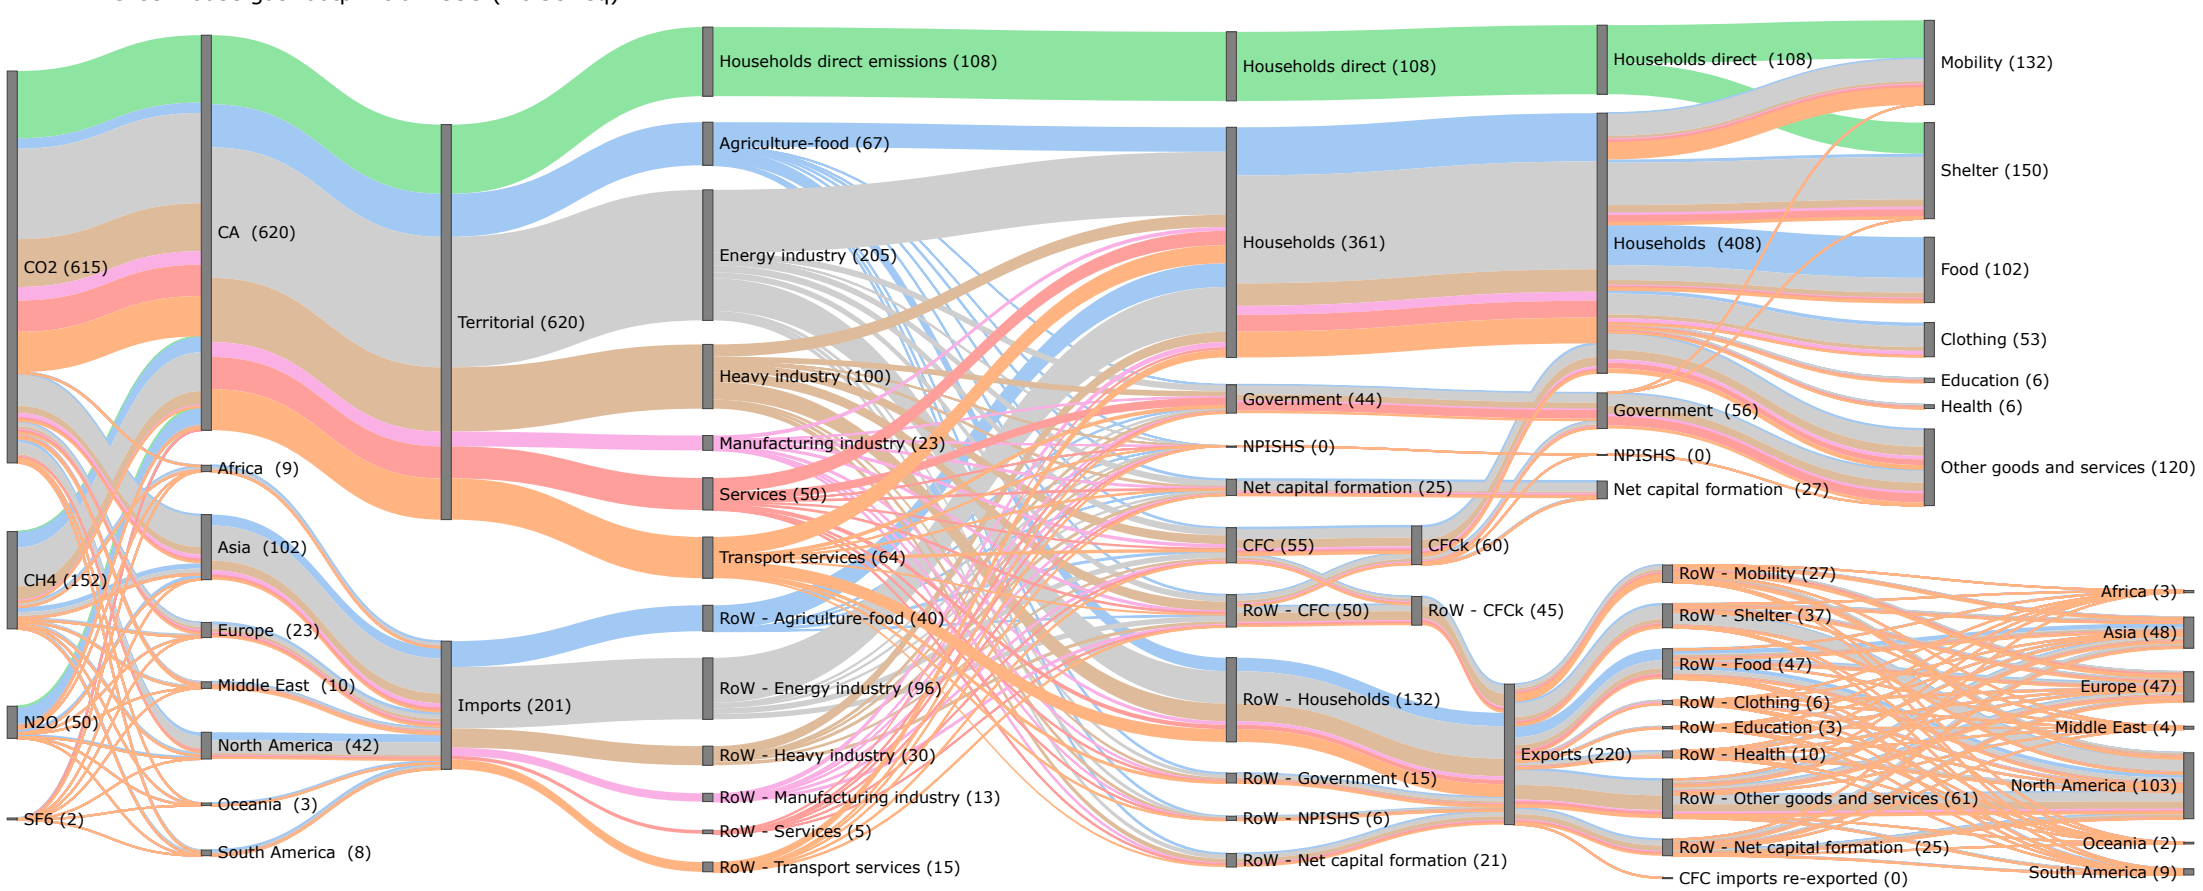 CO2 (615)
CH4 (152)
N2O (50)
SF6 (2)
CA (620)
Africa (9)
Asia (102)
Europe (23)
Middle East (10)
North America (42)
Oceania (3)
South America (8)
Territorial (620)
Imports (201)
Households direct emissions (108)
Agriculture-food (67)
Energy industry (205)
Heavy industry (100)
Manufacturing industry (23)
Services (50)
Transport services (64)
RoW - Agriculture-food (40)
RoW - Energy industry (96)
RoW - Heavy industry (30)
RoW - Manufacturing industry (13)
RoW - Services (5)
RoW - Transport services (15)
Households direct (108)
Households (361)
Government (44)
NPISHS (0)
Net capital formation (25)
CFC (55)
RoW - CFC (50)
RoW - Households (132)
RoW - Government (15)
RoW - NPISHS (6)
RoW - Net capital formation (21)
CFCk (60)
RoW - CFCk (45)
Exports (220)
Households direct (108)
Households (408)
Government (56)
NPISHS (0)
Net capital formation (27)
RoW - Mobility (27)
RoW - Shelter (37)
RoW - Food (47)
RoW - Clothing (6)
RoW - Education (3)
RoW - Health (10)
RoW - Other goods and services (61)
RoW - Net capital formation (25)
CFC imports re-exported (0)
Mobility (132)
Shelter (150)
Food (102)
Clothing (53)
Education (6)
Health (6)
Other goods and services (120)
Africa (3)
Asia (48)
Europe (47)
Middle East (4)
North America (103)
Oceania (2)
South America (9)